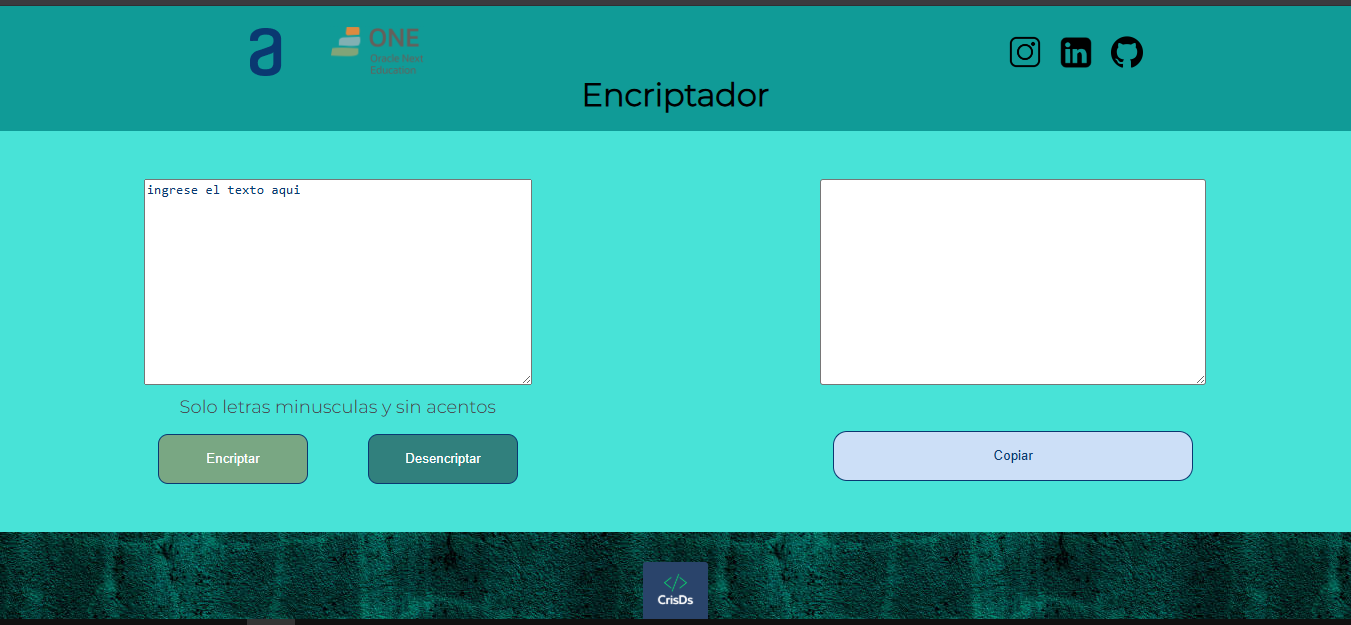 a
ONE
Oracle Next
Education
Encriptador
ingrese el texto aqui
Solo letras minusculas y sin acentos
Encriptar
Desencriptar
Copiar
</>
CrisDs